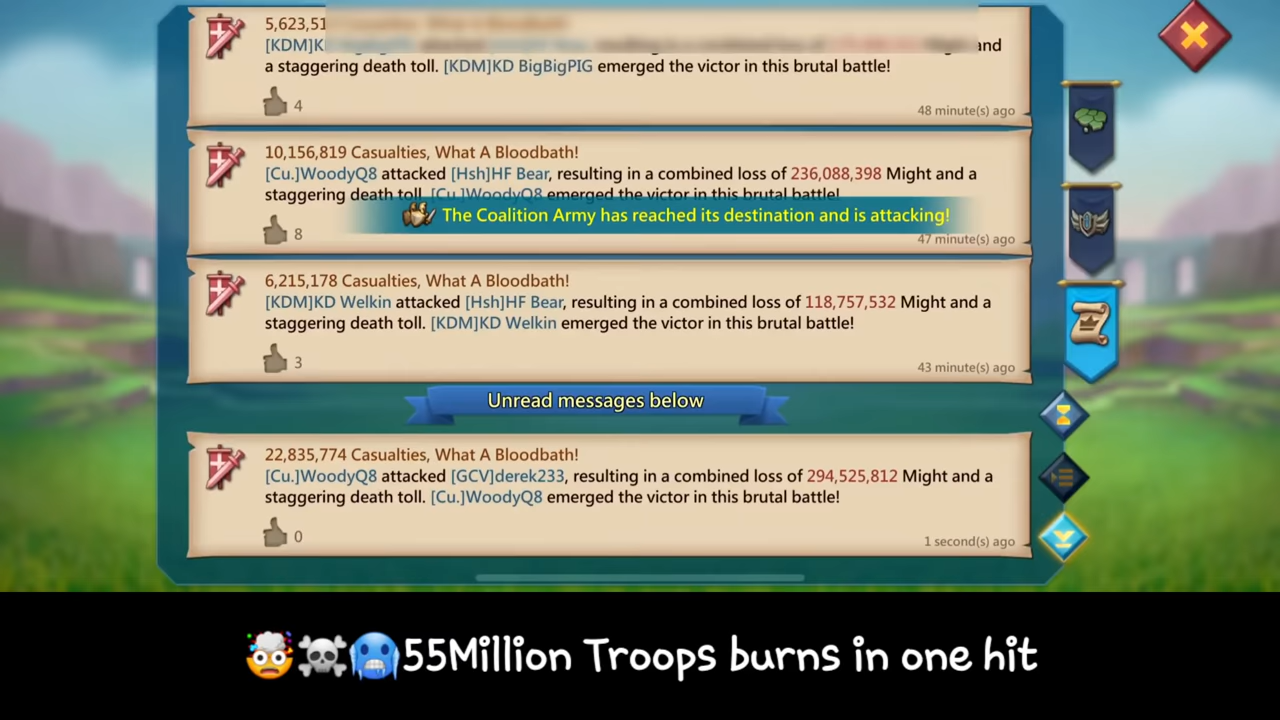 5,623,51
[KDM]K and
a staggering death toll. [KDM]KD BigBigPIG emerged the victor in this brutal battle!
4
48 minute(s) ago
10,156,819 Casualties, What A Bloodbath!
[Cu.]WoodyQ8 attacked [Hsh]HF Bear, resulting in a combined loss of 236,088,398 Might and a
staggering death toll. [Cu.]WoodyQ8 emerged the victor in this brutal battle!
The Coalition Army has reached its destination and is attacking!
8
47 minute(s) ago
6,215,178 Casualties, What A Bloodbath!
[KDM]KD Welkin attacked [Hsh]HF Bear, resulting in a combined loss of 118,757,532 Might and a
staggering death toll. [KDM]KD Welkin emerged the victor in this brutal battle!
3
43 minute(s) ago
Unread messages below
22,835,774 Casualties, What A Bloodbath!
[Cu.]WoodyQ8 attacked [GCV]derek233, resulting in a combined loss of 294,525,812 Might and a
staggering death toll. [Cu.]WoodyQ8 emerged the victor in this brutal battle!
0
1 second(s) ago
🤯☠️🥶55Million Troops burns in one hit